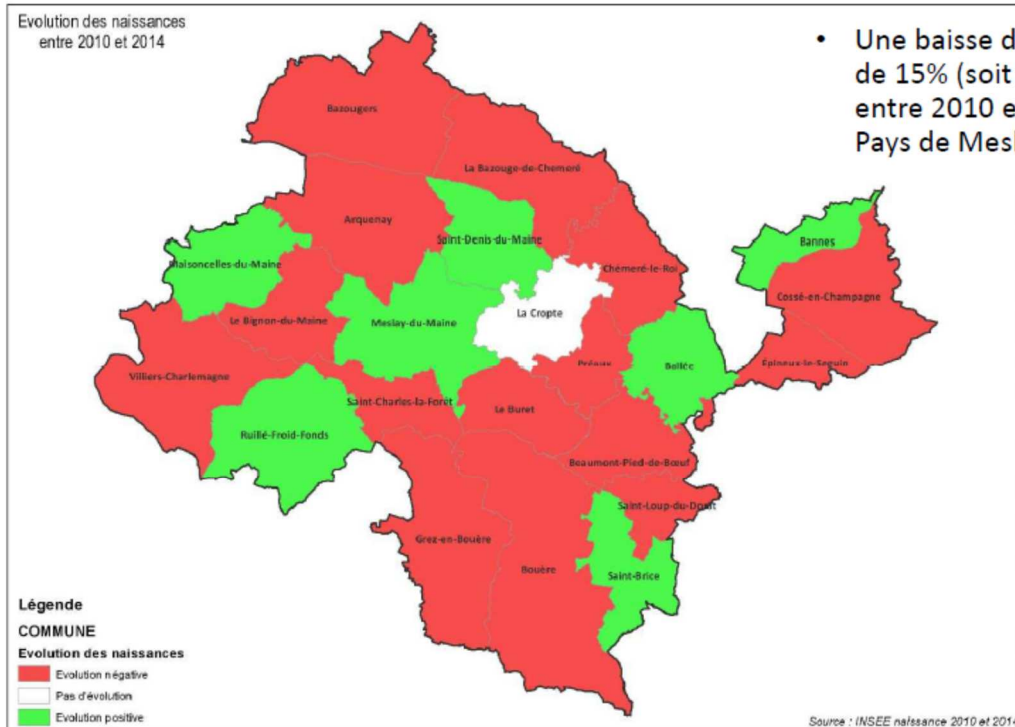 Evolution des naissances
entre 2010 et 2014
• Une baisse d
de 15% (soit
entre 2010 e
Pays de Mesl
Bazougers
La Bazouge-de-Chemeré
Arquenay
Saint-Denis-du-Maine
Bannes
Maisoncelles-du-Maine
Chémeré-le-Roi
Cossé-en-Champagne
La Cropte
Le Bignon-du-Maine
Meslay-du-Maine
Villiers-Charlemagne
Préaux
Ballée
Épineux-le-Seguin
Saint-Charles-la-Forêt
Le Buret
Ruillé-Froid-Fonds
Beaumont-Pied-de-Bœuf
Saint-Loup-du-Dorat
Grez-en-Bouère
Bouère
Saint-Brice
Légende
COMMUNE
Evolution des naissances
Evolution négative
Pas d'évolution
Evolution positive
Source : INSEE naissance 2010 et 2014